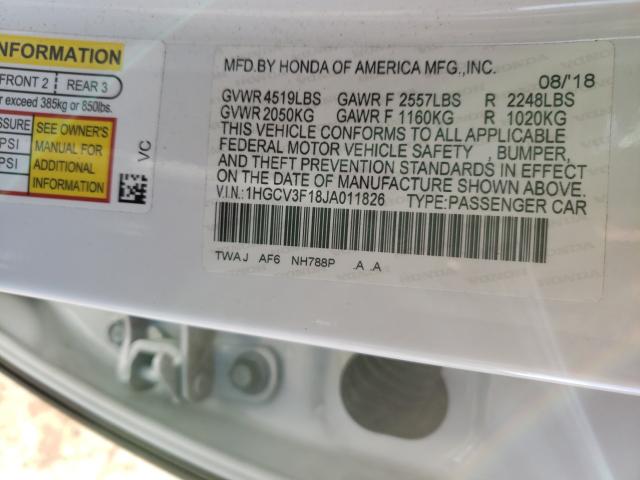 INFORMATION
FRONT 2 REAR 3
exceed 385kg or 850lbs.
SEE OWNER'S
MANUAL FOR
ADDITIONAL
INFORMATION
PSI
PSI
VC
MFD.BY HONDA OF AMERICA MFG.,INC.
08/'18
GVWR 4519LBS GAWR F 2557LBS R 2248LBS
GVWR 2050KG GAWR F 1160KG R 1020KG
THIS VEHICLE CONFORMS TO ALL APPLICABLE
FEDERAL MOTOR VEHICLE SAFETY , BUMPER,
AND THEFT PREVENTION STANDARDS IN EFFECT
ON THE DATE OF MANUFACTURE SHOWN ABOVE.
V.I.N.:1HGCV3F18JA011826 TYPE:PASSENGER CAR
TWAJ AF6 NH788P .A .A